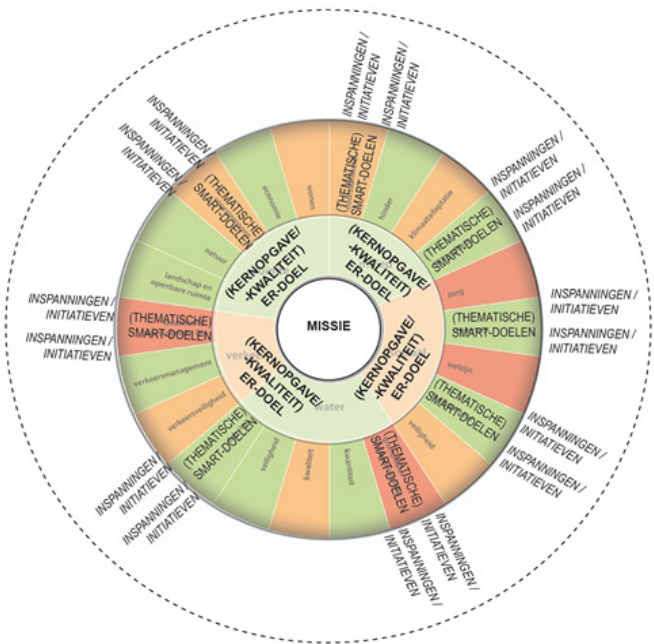 INSPANNINGEN /
INITIATIEVEN
INSPANNINGEN /
INITIATIEVEN
INSPANNINGEN /
INITIATIEVEN
INSPANNINGEN /
INITIATIEVEN
INSPANNINGEN /
INITIATIEVEN
INSPANNINGEN /
INITIATIEVEN
INSPANNINGEN /
INITIATIEVEN
INSPANNINGEN /
INITIATIEVEN
INSPANNINGEN /
INITIATIEVEN
INSPANNINGEN /
INITIATIEVEN
INSPANNINGEN /
INITIATIEVEN
INSPANNINGEN /
INITIATIEVEN
INSPANNINGEN /
INITIATIEVEN
INSPANNINGEN /
INITIATIEVEN
INSPANNINGEN /
INITIATIEVEN
INSPANNINGEN /
INITIATIEVEN
(THEMATISCHE)
SMART-DOELEN
hinder
klimaatadaptatie
(THEMATISCHE)
SMART-DOELEN
zorg
(THEMATISCHE)
SMART-DOELEN
welzijn
(THEMATISCHE)
SMART-DOELEN
veiligheid
(THEMATISCHE)
SMART-DOELEN
kwantiteit
kwaliteit
veiligheid
(THEMATISCHE)
SMART-DOELEN
verkeersveiligheid
verkeersmanagement
(THEMATISCHE)
SMART-DOELEN
landschap en
openbare ruimte
natuur
(THEMATISCHE)
SMART-DOELEN
economie
wonen
(KERNOPGAVE/
-KWALITEIT)
ER-DOEL
(KERNOPGAVE/
-KWALITEIT)
ER-DOEL
(KERNOPGAVE/
-KWALITEIT)
ER-DOEL
(KERNOPGAVE/
-KWALITEIT)
ER-DOEL
water
MISSIE